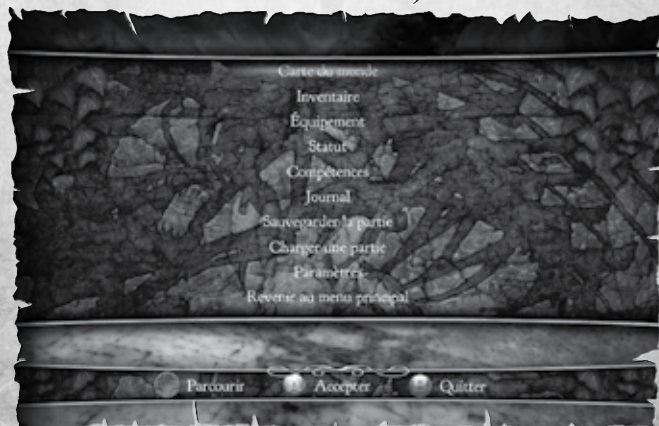 Carte du monde
Inventaire
Équipement
Statut
Compétences
Journal
Sauvegarder la partie
Charger une partie
Paramètres
Revenir au menu principal
Parcourir Accepter Quitter